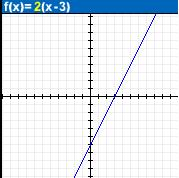 f(x)= 2(x-3)